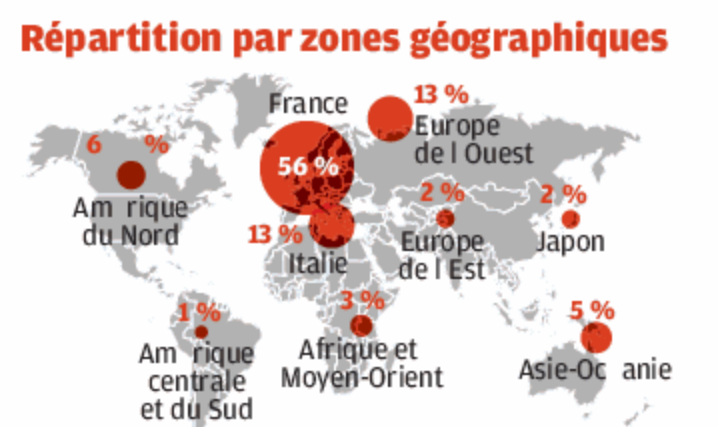 Répartition par zones géographiques
France
56 %
13 %
Europe
de l Ouest
6 %
Am rique
du Nord
13 %
Italie
2 %
Europe
de l Est
2 %
Japon
1 %
Am rique
centrale
et du Sud
3 %
Afrique et
Moyen-Orient
5 %
Asie-Oc anie